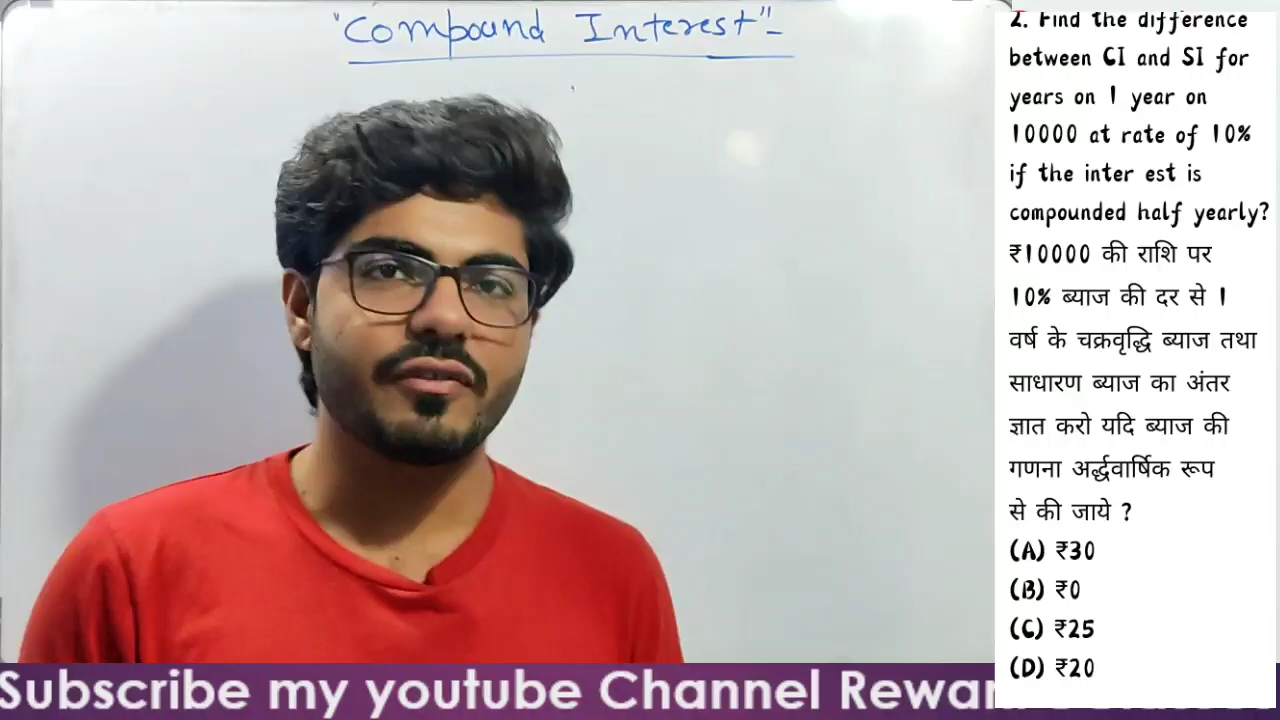 "Compound Interest"-
2. Find the difference
between CI and SI for
years on 1 year on
10000 at rate of 10%
if the inter est is
compounded half yearly?
₹10000 की राशि पर
10% ब्याज की दर से 1
वर्ष के चक्रवृद्धि ब्याज तथा
साधारण ब्याज का अंतर
ज्ञात करो यदि ब्याज की
गणना अर्द्धवार्षिक रूप
से की जाये ?
(A) ₹30
(B) ₹0
(C) ₹25
(D) ₹20
Subscribe my youtube Channel